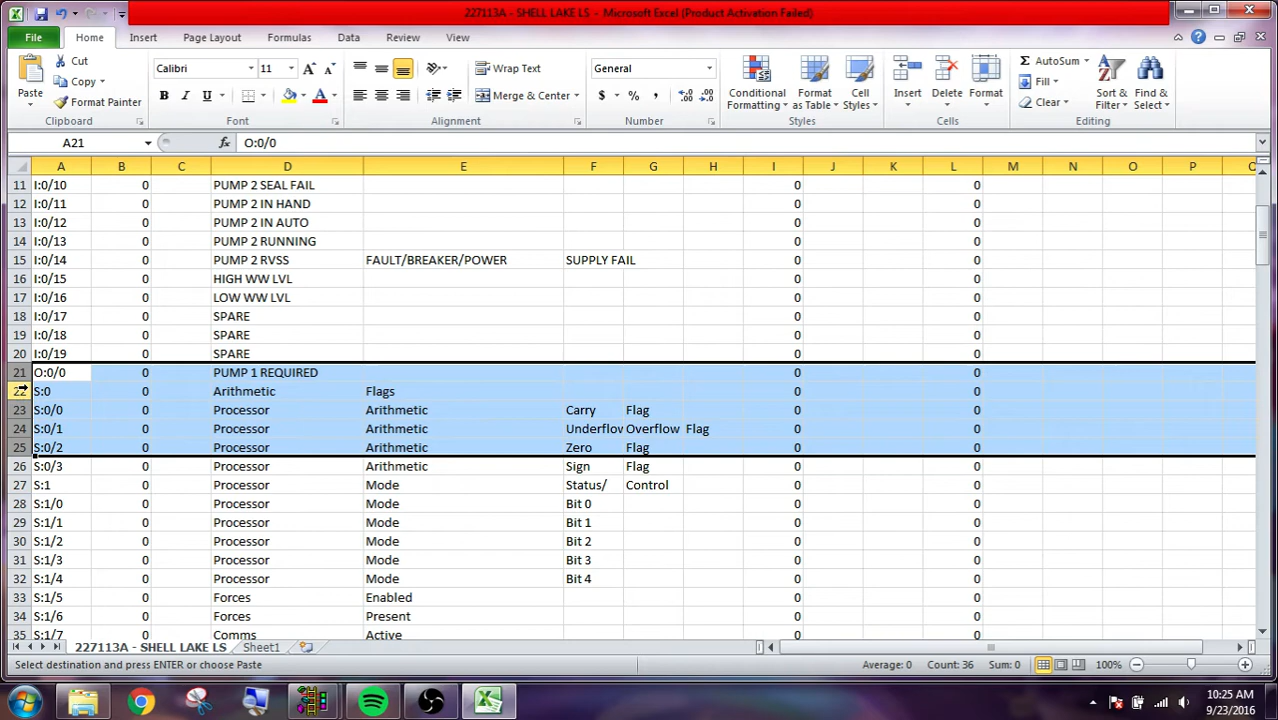 227113A - SHELL LAKE LS - Microsoft Excel (Product Activation Failed)
File Home Insert Page Layout Formulas Data Review View
Paste Cut Copy Format Painter Clipboard
Calibri 11 B I U Font
Wrap Text Merge & Center Alignment
General $ % , Number
Conditional Formatting Format as Table Cell Styles Styles
Insert Delete Format Cells
Σ AutoSum Fill Clear Sort & Filter Find & Select Editing
A21 fx O:0/0
A B C D E F G H I J K L M N O P
11 I:0/10 0 PUMP 2 SEAL FAIL 0 0
12 I:0/11 0 PUMP 2 IN HAND 0 0
13 I:0/12 0 PUMP 2 IN AUTO 0 0
14 I:0/13 0 PUMP 2 RUNNING 0 0
15 I:0/14 0 PUMP 2 RVSS FAULT/BREAKER/POWER SUPPLY FAIL 0 0
16 I:0/15 0 HIGH WW LVL 0 0
17 I:0/16 0 LOW WW LVL 0 0
18 I:0/17 0 SPARE 0 0
19 I:0/18 0 SPARE 0 0
20 I:0/19 0 SPARE 0 0
21 O:0/0 0 PUMP 1 REQUIRED 0 0
22 S:0 0 Arithmetic Flags 0 0
23 S:0/0 0 Processor Arithmetic Carry Flag 0 0
24 S:0/1 0 Processor Arithmetic Underflov Overflow Flag 0 0
25 S:0/2 0 Processor Arithmetic Zero Flag 0 0
26 S:0/3 0 Processor Arithmetic Sign Flag 0 0
27 S:1 0 Processor Mode Status/ Control 0 0
28 S:1/0 0 Processor Mode Bit 0 0 0
29 S:1/1 0 Processor Mode Bit 1 0 0
30 S:1/2 0 Processor Mode Bit 2 0 0
31 S:1/3 0 Processor Mode Bit 3 0 0
32 S:1/4 0 Processor Mode Bit 4 0 0
33 S:1/5 0 Forces Enabled 0 0
34 S:1/6 0 Forces Present 0 0
35 S:1/7 0 Comms Active 0 0
227113A - SHELL LAKE LS Sheet1
Select destination and press ENTER or choose Paste Average: 0 Count: 36 Sum: 0 100%
10:25 AM
9/23/2016